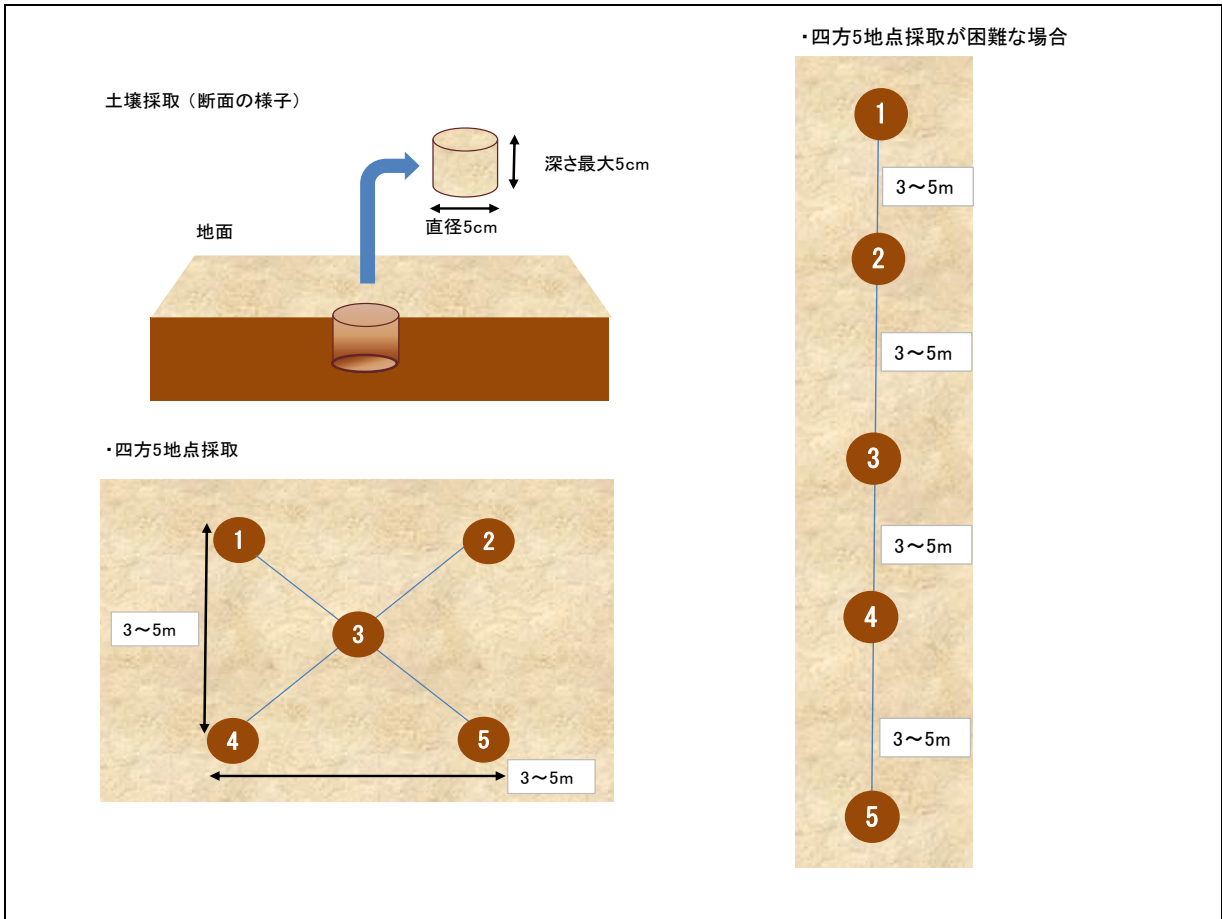 土壌採取（断面の様子）
深さ最大5cm
直径5cm
地面
・四方5地点採取
1
2
3
4
5
3～5m
3～5m
・四方5地点採取が困難な場合
1
3～5m
2
3～5m
3
3～5m
4
3～5m
5